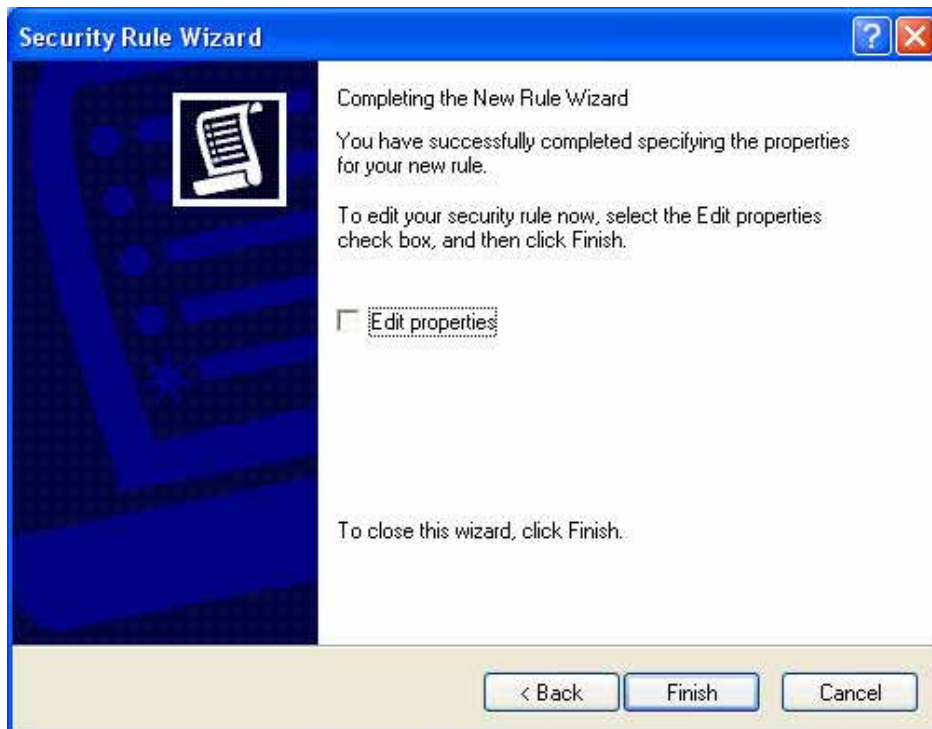 Security Rule Wizard
?
Completing the New Rule Wizard
You have successfully completed specifying the properties
for your new rule.
To edit your security rule now, select the Edit properties
check box, and then click Finish.
Edit properties
To close this wizard, click Finish.
< Back
Finish
Cancel